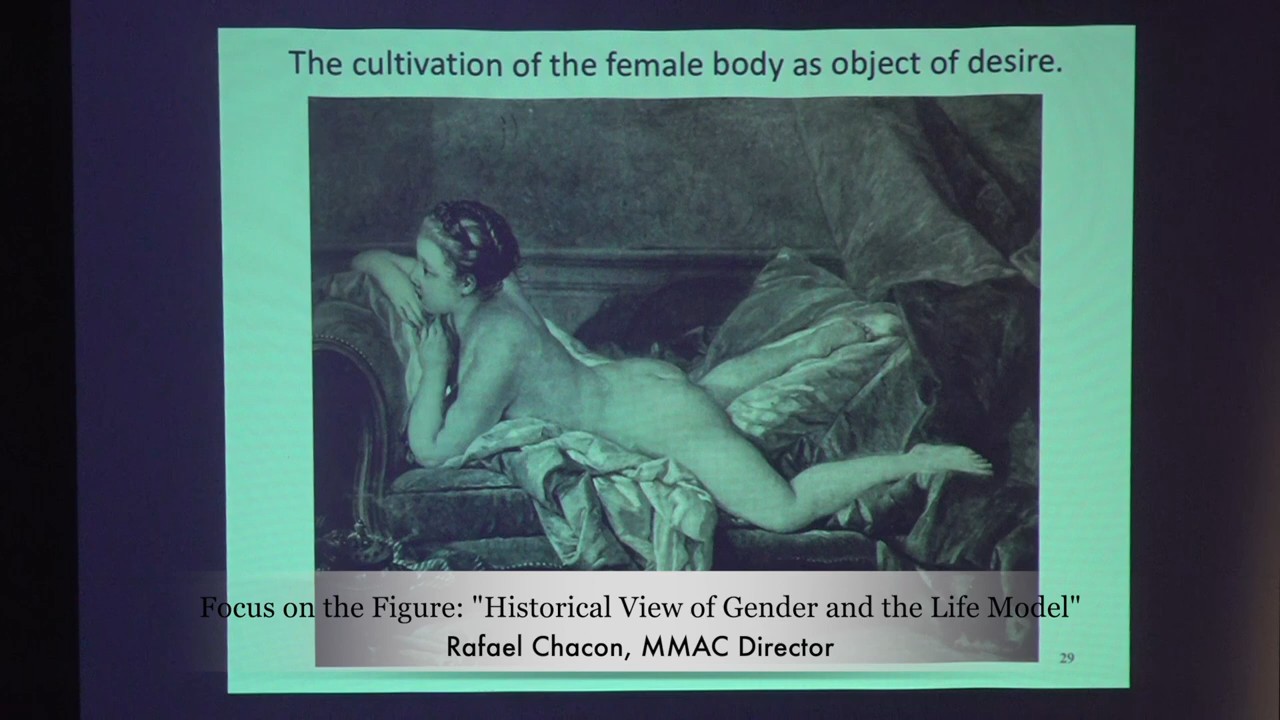 The cultivation of the female body as object of desire.
Focus on the Figure: "Historical View of Gender and the Life Model"
Rafael Chacon, MMAC Director
29